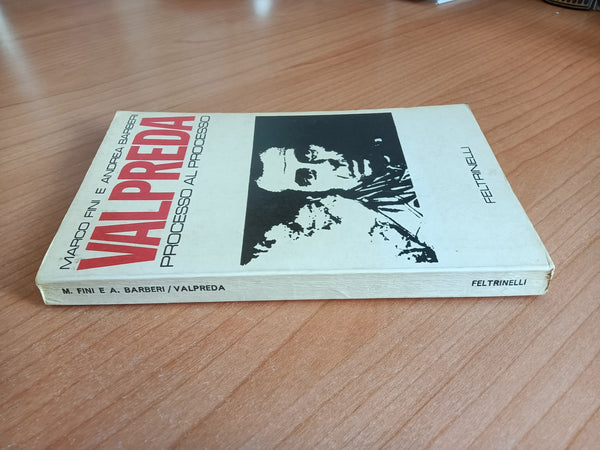 MARCO FINI E ANDREA BARBERI
VALPREDA
PROCESSO AL PROCESSO
FELTRINELLI
M. FINI E A. BARBERI / VALPREDA
FELTRINELLI